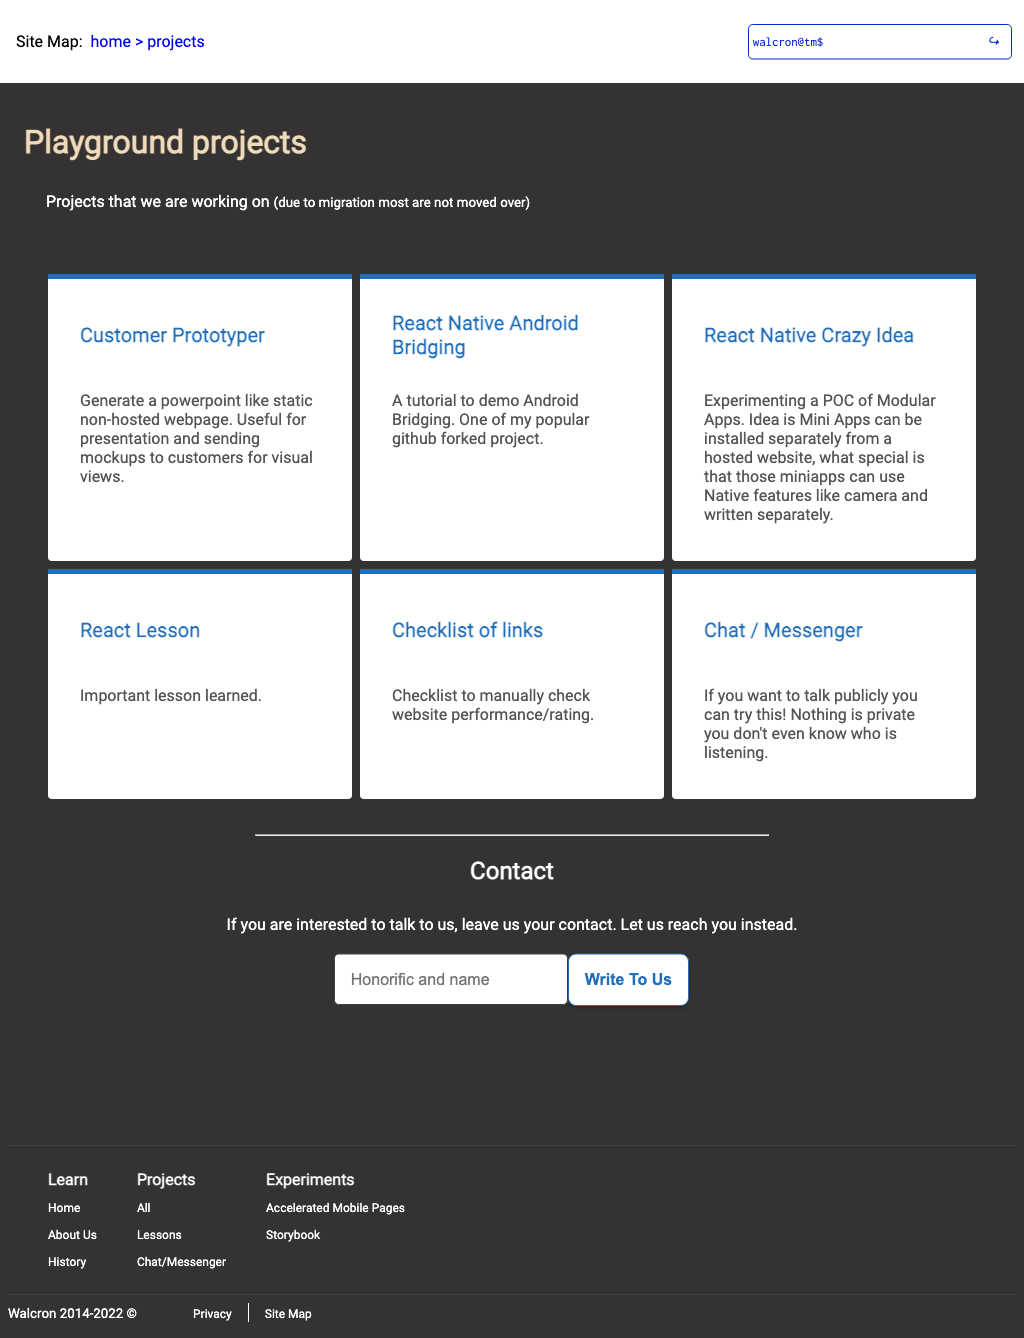 Site Map: home > projects
walcron@tm$
Playground projects
Projects that we are working on (due to migration most are not moved over)
Customer Prototyper
Generate a powerpoint like static
non-hosted webpage. Useful for
presentation and sending
mockups to customers for visual
views.
React Native Android
Bridging
A tutorial to demo Android
Bridging. One of my popular
github forked project.
React Native Crazy Idea
Experimenting a POC of Modular
Apps. Idea is Mini Apps can be
installed separately from a
hosted website, what special is
that those miniapps can use
Native features like camera and
written separately.
React Lesson
Important lesson learned.
Checklist of links
Checklist to manually check
website performance/rating.
Chat / Messenger
If you want to talk publicly you
can try this! Nothing is private
you don't even know who is
listening.
Contact
If you are interested to talk to us, leave us your contact. Let us reach you instead.
Honorific and name
Write To Us
Learn
Home
About Us
History
Projects
All
Lessons
Chat/Messenger
Experiments
Accelerated Mobile Pages
Storybook
Walcron 2014-2022 ©
Privacy
Site Map